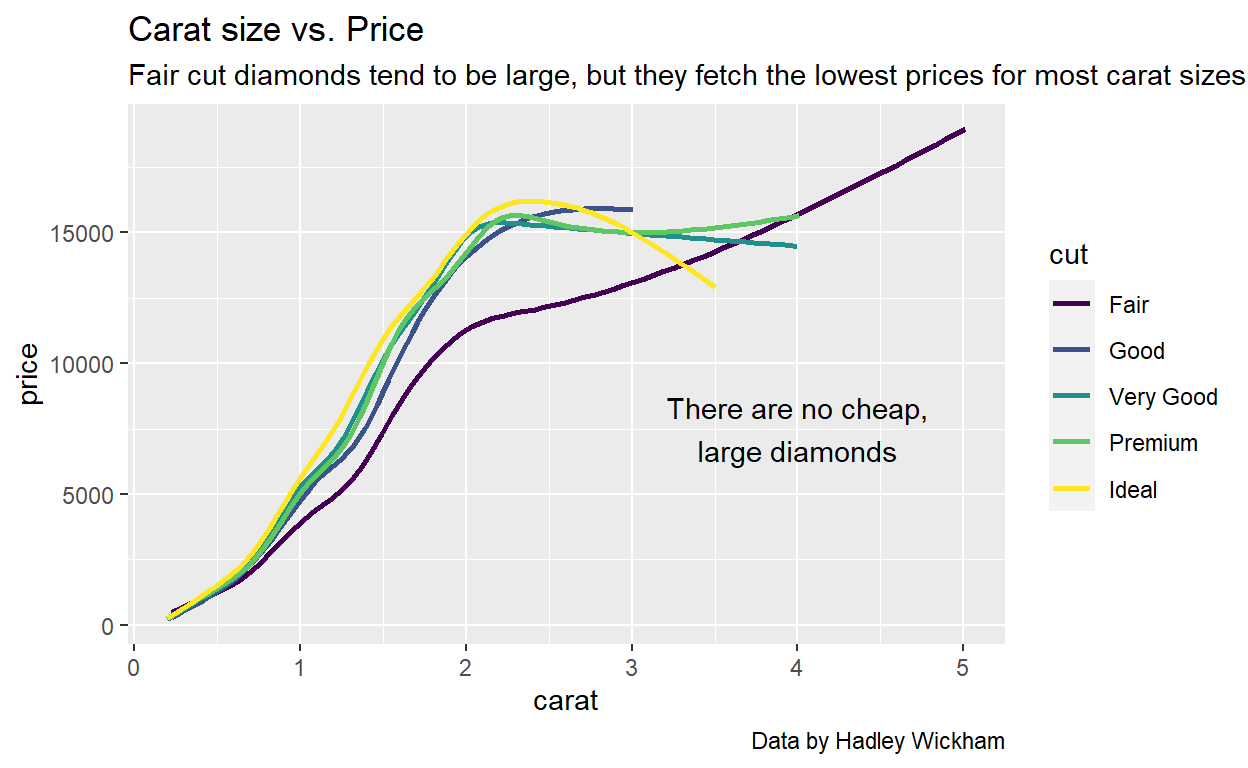 Carat size vs. Price
Fair cut diamonds tend to be large, but they fetch the lowest prices for most carat sizes
price
15000
10000
5000
0
There are no cheap,
large diamonds
0 1 2 3 4 5
carat
cut
Fair
Good
Very Good
Premium
Ideal
Data by Hadley Wickham